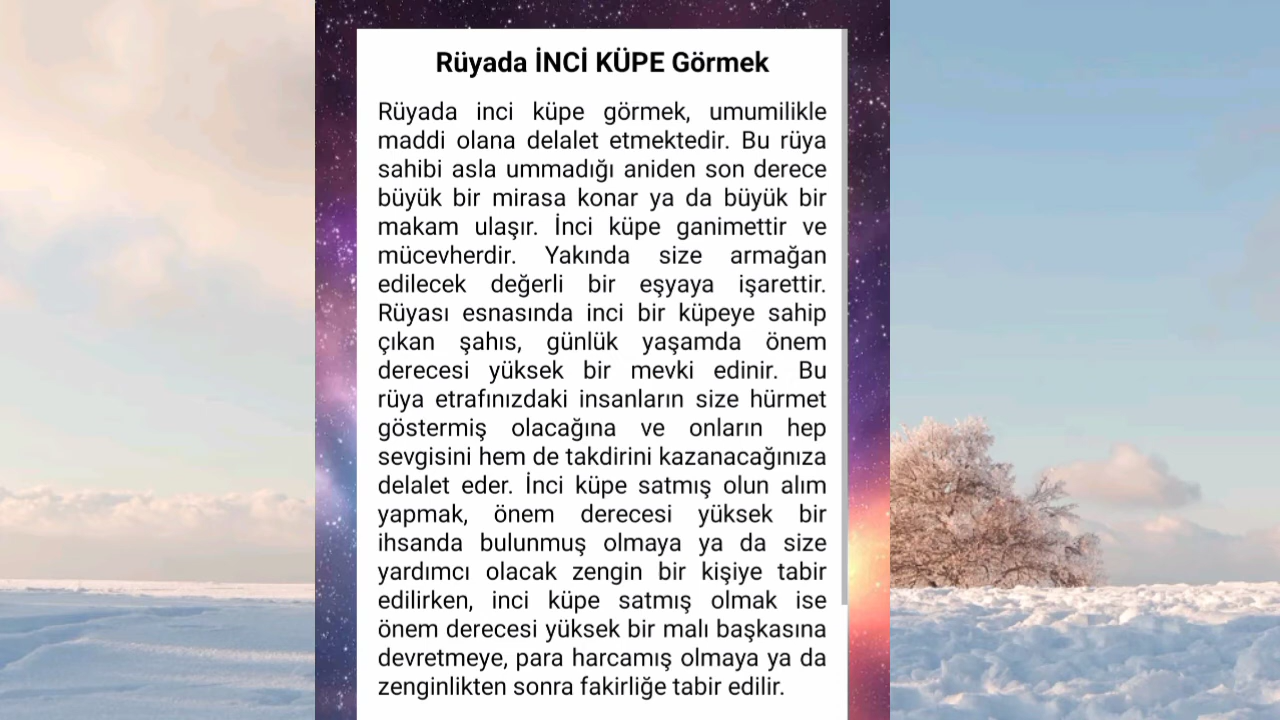 Rüyada İNCİ KÜPE Görmek
Rüyada inci küpe görmek, umumilikle
maddi olana delalet etmektedir. Bu rüya
sahibi asla ummadığı aniden son derece
büyük bir mirasa konar ya da büyük bir
makam ulaşır. İnci küpe ganimettir ve
mücevherdir. Yakında size armağan
edilecek değerli bir eşyaya işarettir.
Rüyası esnasında inci bir küpeye sahip
çıkan şahıs, günlük yaşamda önem
derecesi yüksek bir mevki edinir. Bu
rüya etrafınızdaki insanların size hürmet
göstermiş olacağına ve onların hep
sevgisini hem de takdirini kazanacağınıza
delalet eder. İnci küpe satmış olun alım
yapmak, önem derecesi yüksek bir
ihsanda bulunmuş olmaya ya da size
yardımcı olacak zengin bir kişiye tabir
edilirken, inci küpe satmış olmak ise
önem derecesi yüksek bir malı başkasına
devretmeye, para harcamış olmaya ya da
zenginlikten sonra fakirliğe tabir edilir.